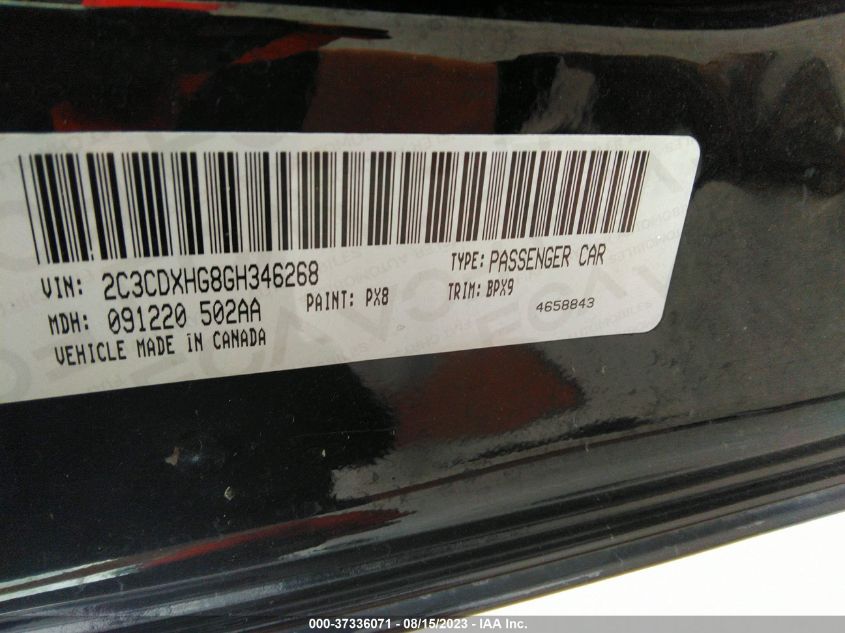 VIN: 2C3CDXHG8GH346268 TYPE: PASSENGER CAR
MDH: 091220 502AA PAINT: PX8 TRIM: BPX9 4658843
VEHICLE MADE IN CANADA
000-37336071 - 08/15/2023 - IAA Inc.